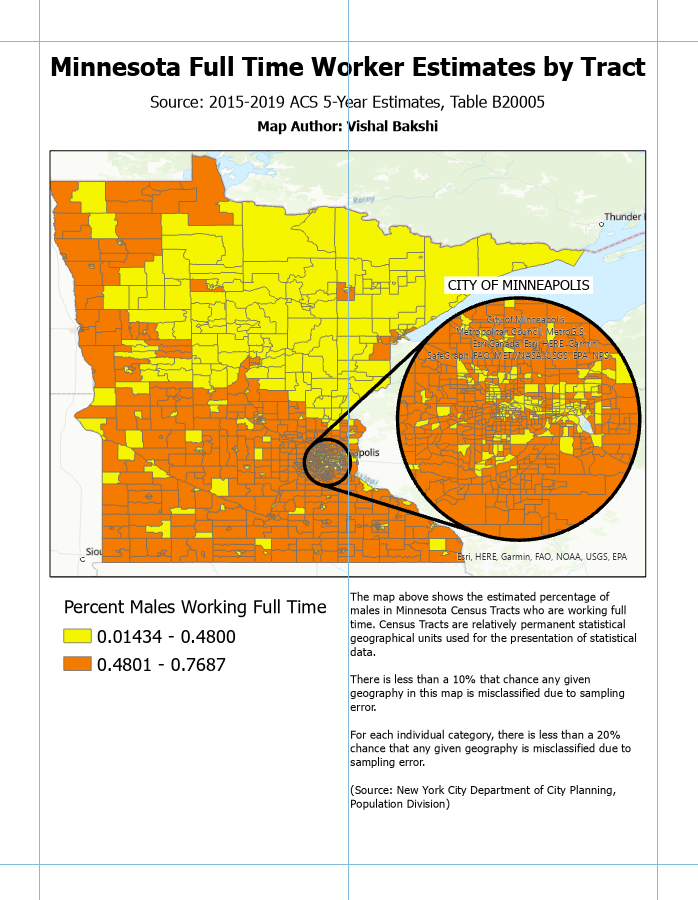 Minnesota Full Time Worker Estimates by Tract
Source: 2015-2019 ACS 5-Year Estimates, Table B20005
Map Author: Vishal Bakshi
Rainy
Thunder
CITY OF MINNEAPOLIS
City of Minneapolis,
Metropolitan Council, MetroGIS,
Esri Canada, Esri, HERE, Garmin,
SafeGraph, FAO, METI/NASA, USGS, EPA, NPS
polis
Siou
Esri, HERE, Garmin, FAO, NOAA, USGS, EPA
Percent Males Working Full Time
0.01434 - 0.4800
0.4801 - 0.7687
The map above shows the estimated percentage of
males in Minnesota Census Tracts who are working full
time. Census Tracts are relatively permanent statistical
geographical units used for the presentation of statistical
data.
There is less than a 10% that chance any given
geography in this map is misclassified due to sampling
error.
For each individual category, there is less than a 20%
chance that any given geography is misclassified due to
sampling error.
(Source: New York City Department of City Planning,
Population Division)